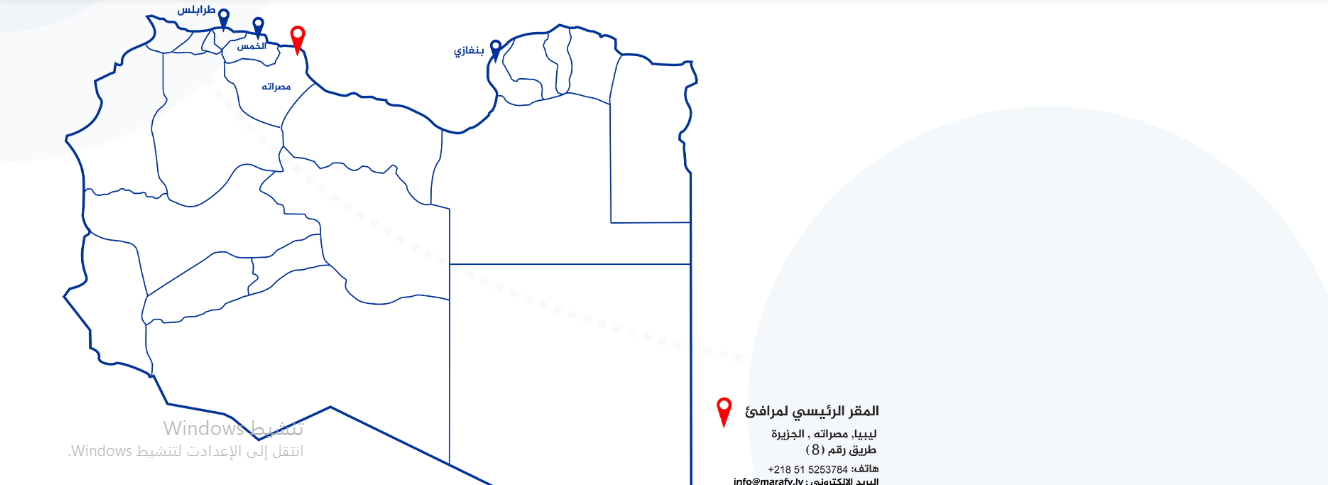 طرابلس
الخمس
بنغازي
مصراته
المقر الرئيسي لمرافئ
ليبيا, مصراته , الجزيرة
طريق رقم (8)
هاتف: 5253784 51 218+
البريد الالكتروني : info@marafy.ly
تنشيط Windows
انتقل إلى الإعدادات لتنشيط Windows.